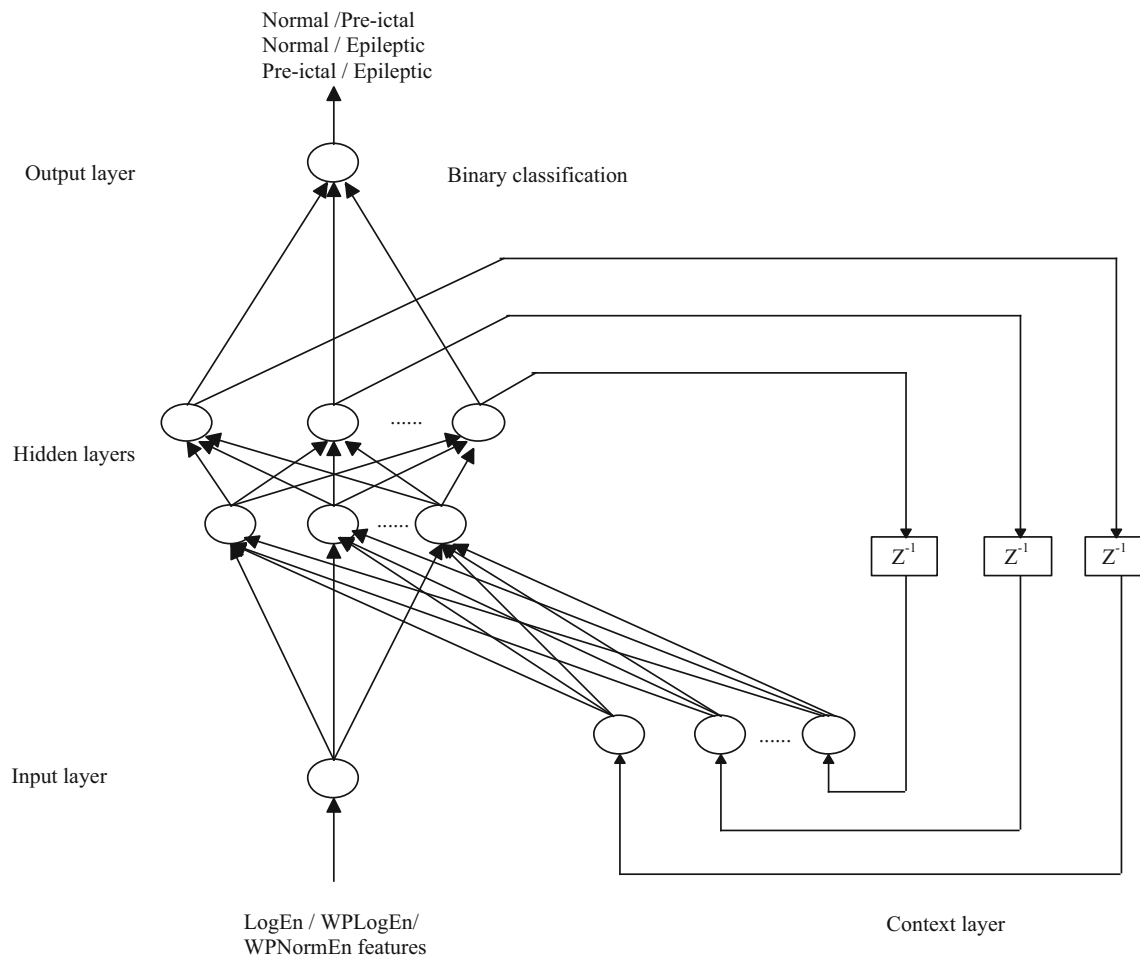 Normal /Pre-ictal
Normal / Epileptic
Pre-ictal / Epileptic
Output layer
Binary classification
......
Hidden layers
......
Z⁻¹
Z⁻¹
Z⁻¹
......
Input layer
LogEn / WPLogEn/
WPNormEn features
Context layer